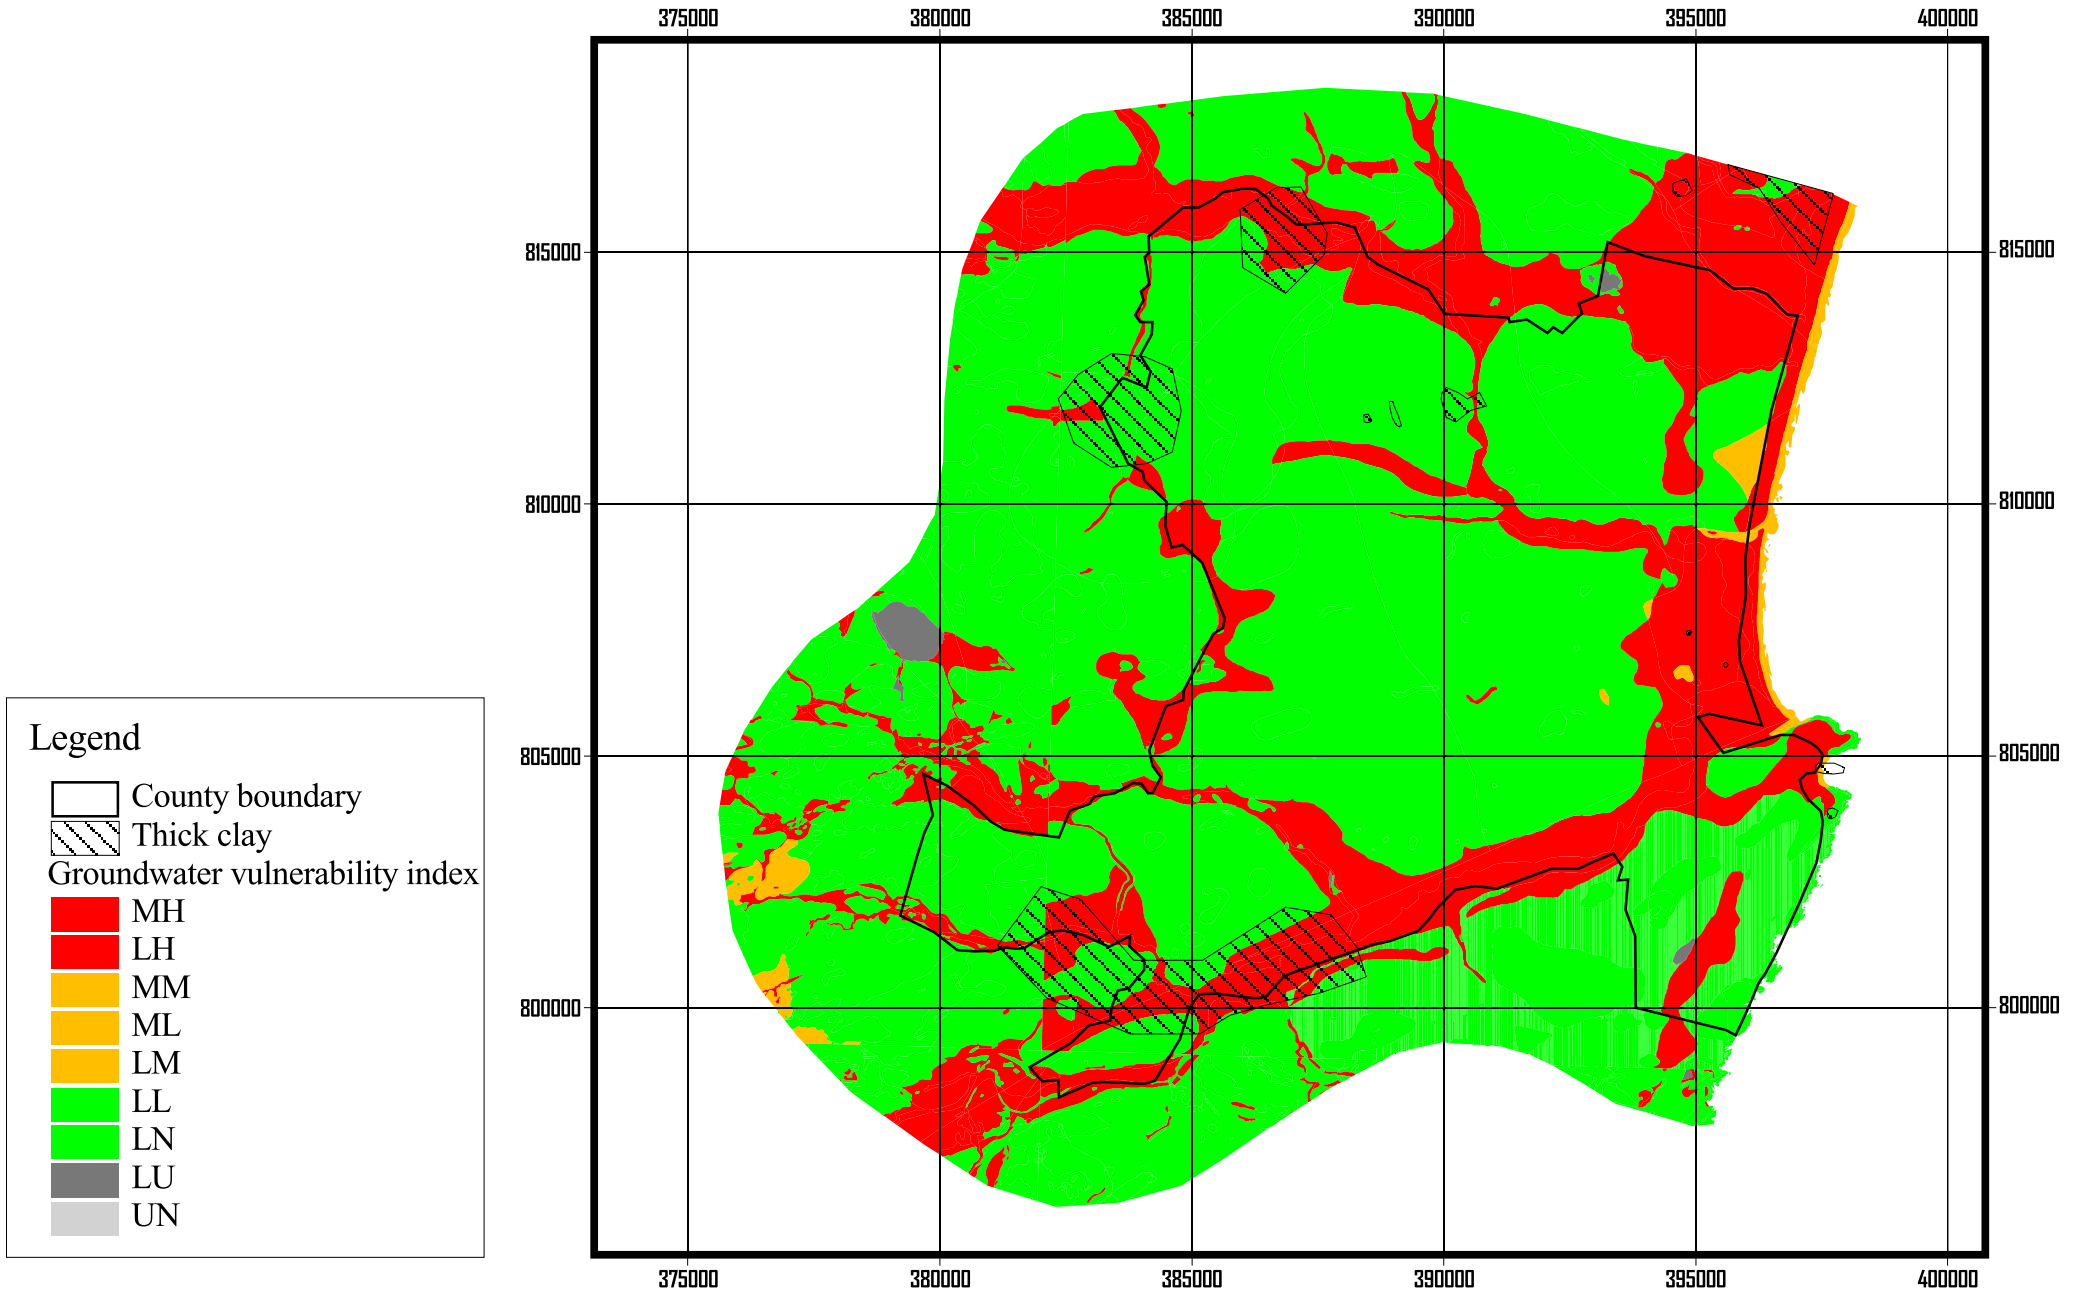 375000 380000 385000 390000 395000 400000
815000 815000
810000 810000
805000 805000
800000 800000
375000 380000 385000 390000 395000 400000
Legend
County boundary
Thick clay
Groundwater vulnerability index
MH
LH
MM
ML
LM
LL
LN
LU
UN